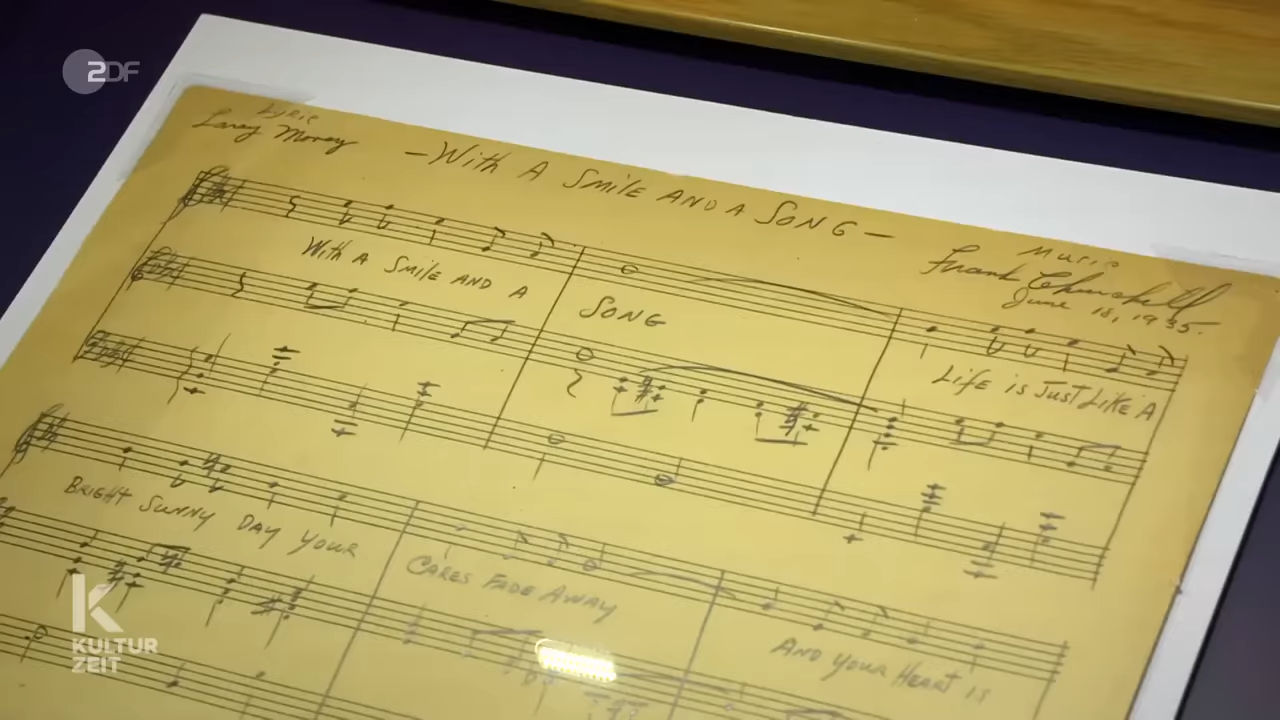 ZDF
Lyric
Larry Morey
- With A Smile AND A SONG -
Music
Frank Churchill
June 18, 1935.
With A Smile AND A
SONG
Life is Just Like A
BRIGHT SUNNY DAY YOUR
CARES FADE AWAY
AND YOUR HEART IS
K
KULTUR
ZEIT